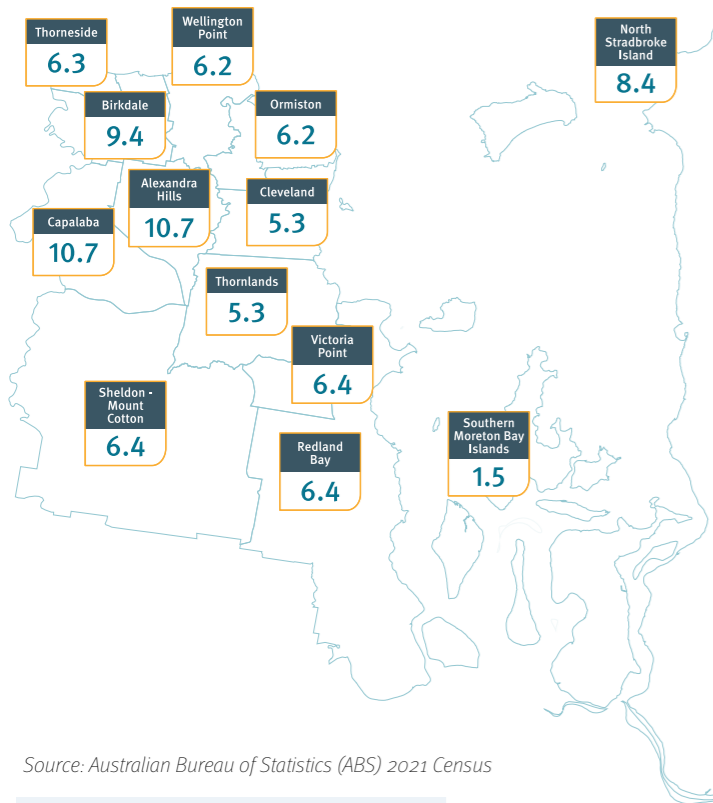 Thorneside
6.3
Wellington
Point
6.2
North
Stradbroke
Island
8.4
Birkdale
9.4
Ormiston
6.2
Alexandra
Hills
10.7
Cleveland
5.3
Capalaba
10.7
Thornlands
5.3
Victoria
Point
6.4
Sheldon -
Mount
Cotton
6.4
Southern
Moreton Bay
Islands
1.5
Redland
Bay
6.4
Source: Australian Bureau of Statistics (ABS) 2021 Census